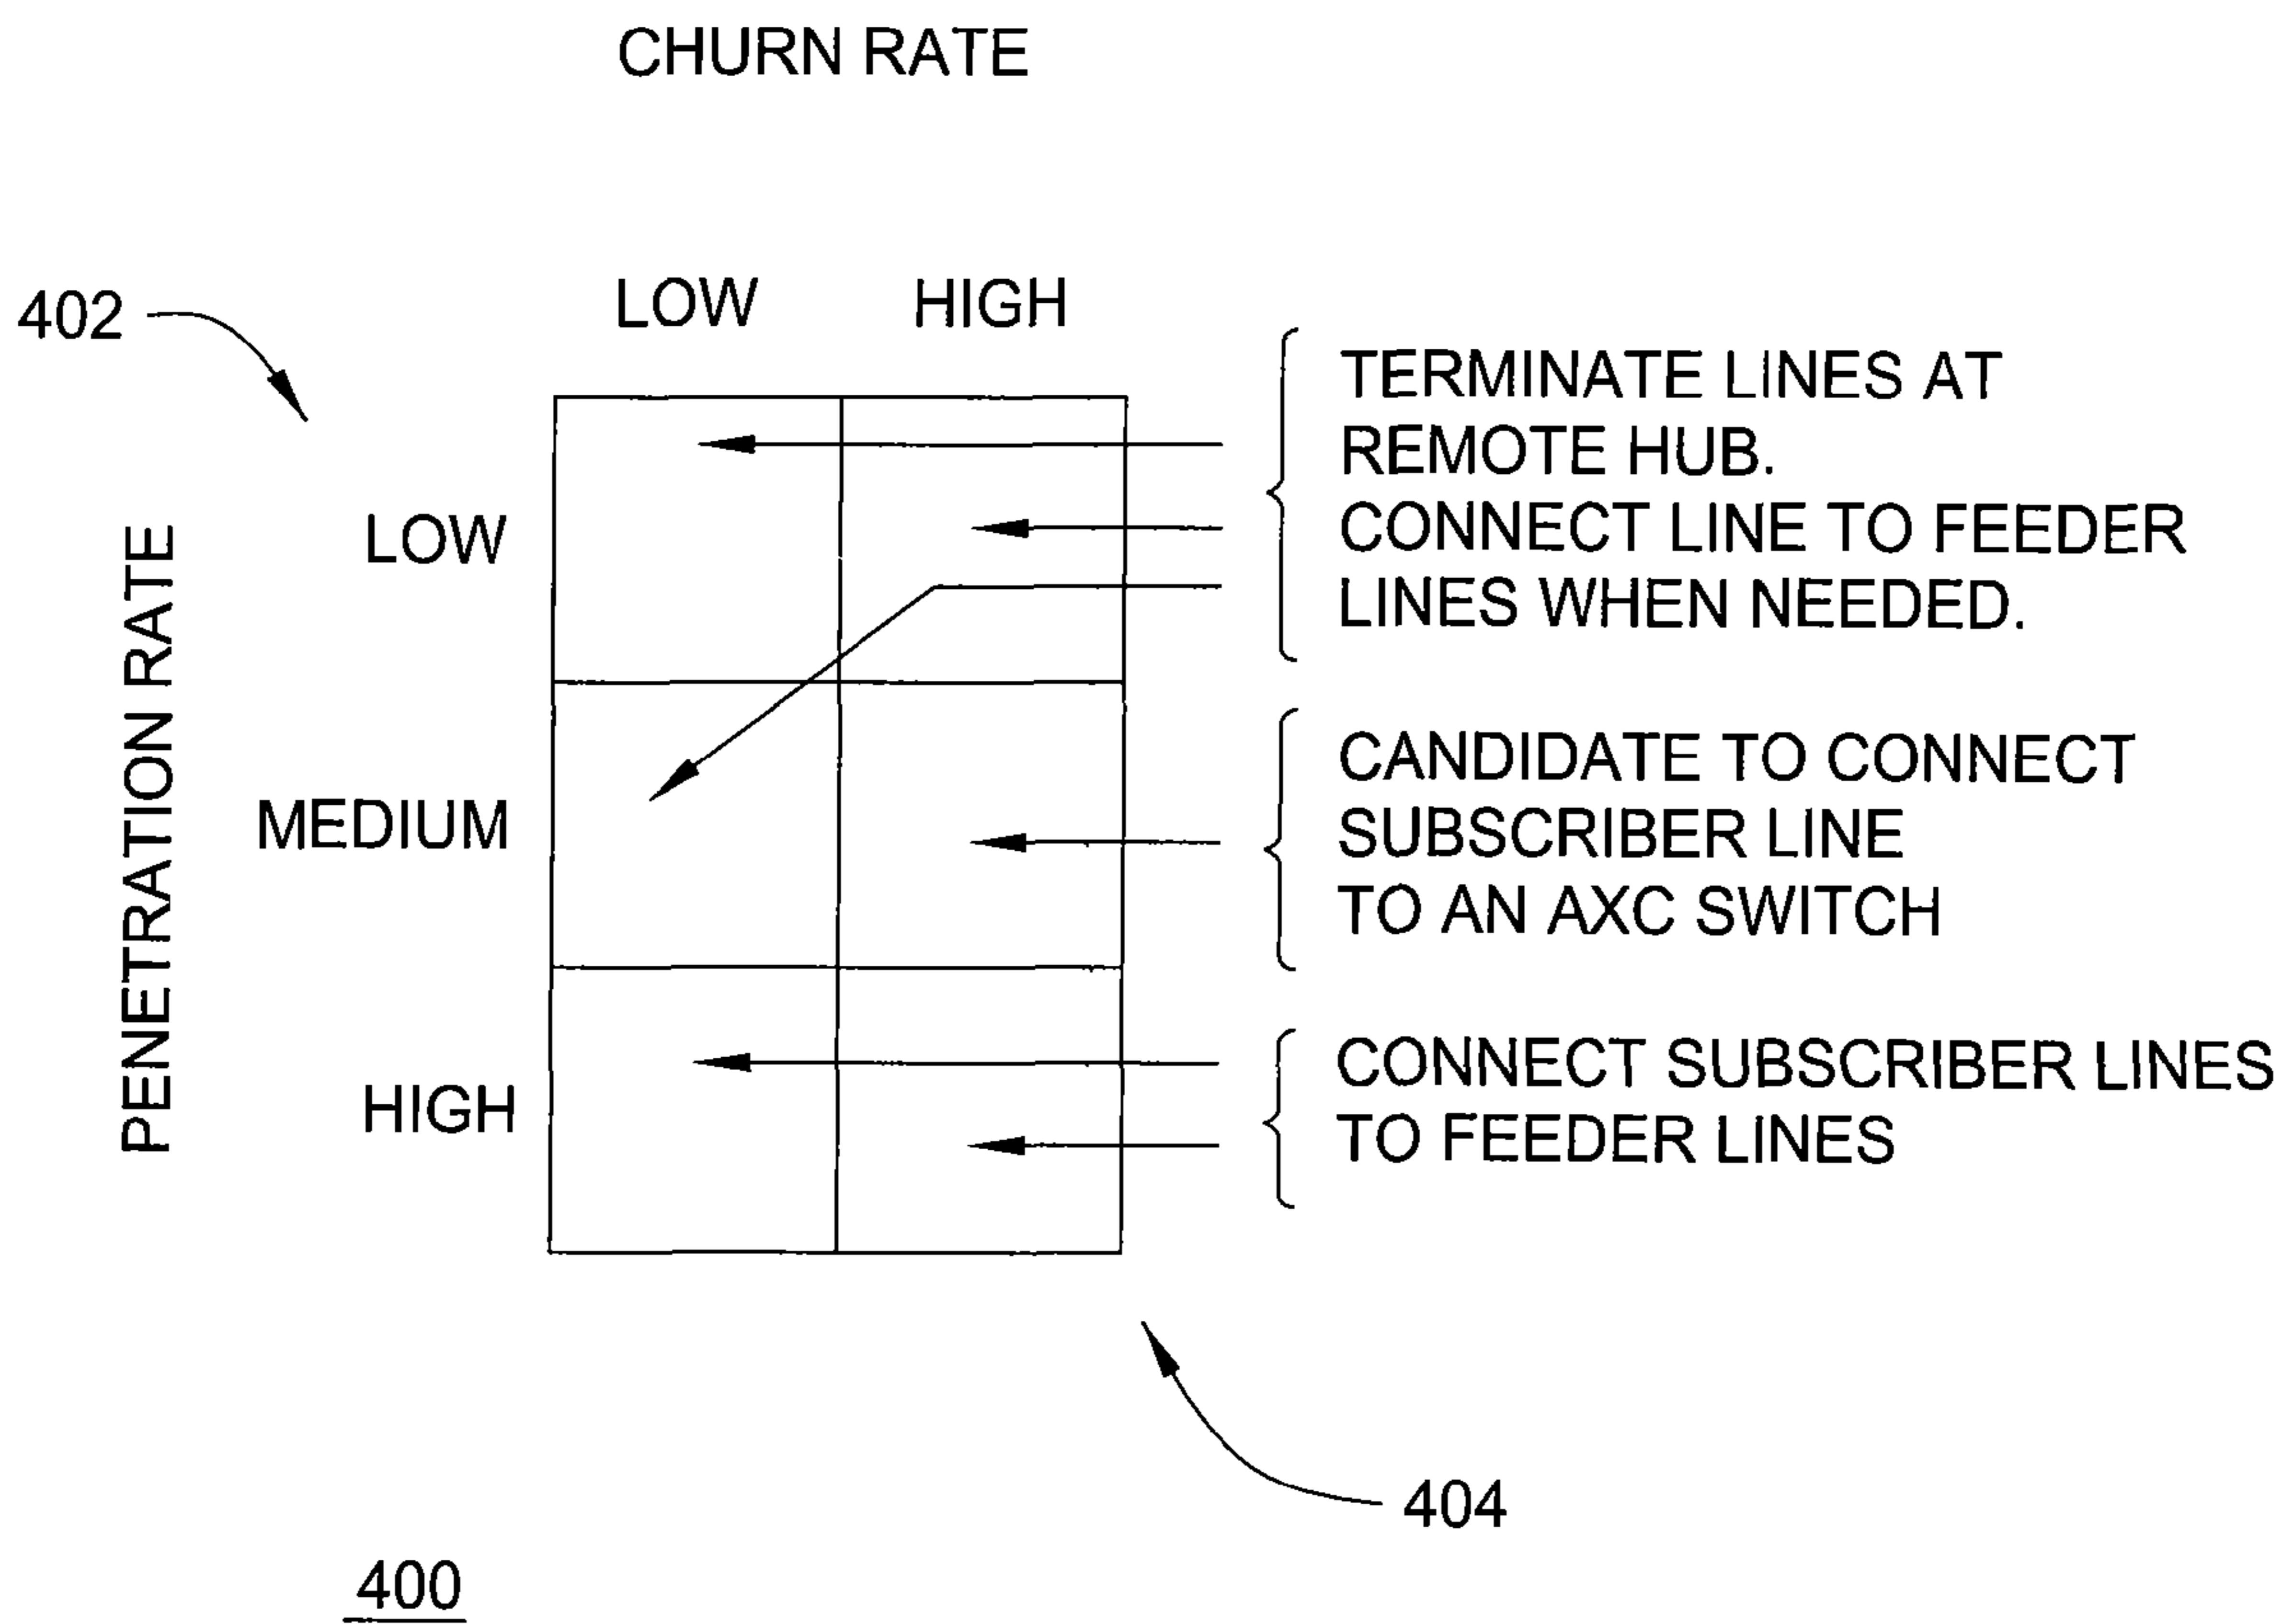 CHURN RATE
402
LOW HIGH
PENETRATION RATE
LOW
MEDIUM
HIGH
TERMINATE LINES AT
REMOTE HUB.
CONNECT LINE TO FEEDER
LINES WHEN NEEDED.
CANDIDATE TO CONNECT
SUBSCRIBER LINE
TO AN AXC SWITCH
CONNECT SUBSCRIBER LINES
TO FEEDER LINES
404
400